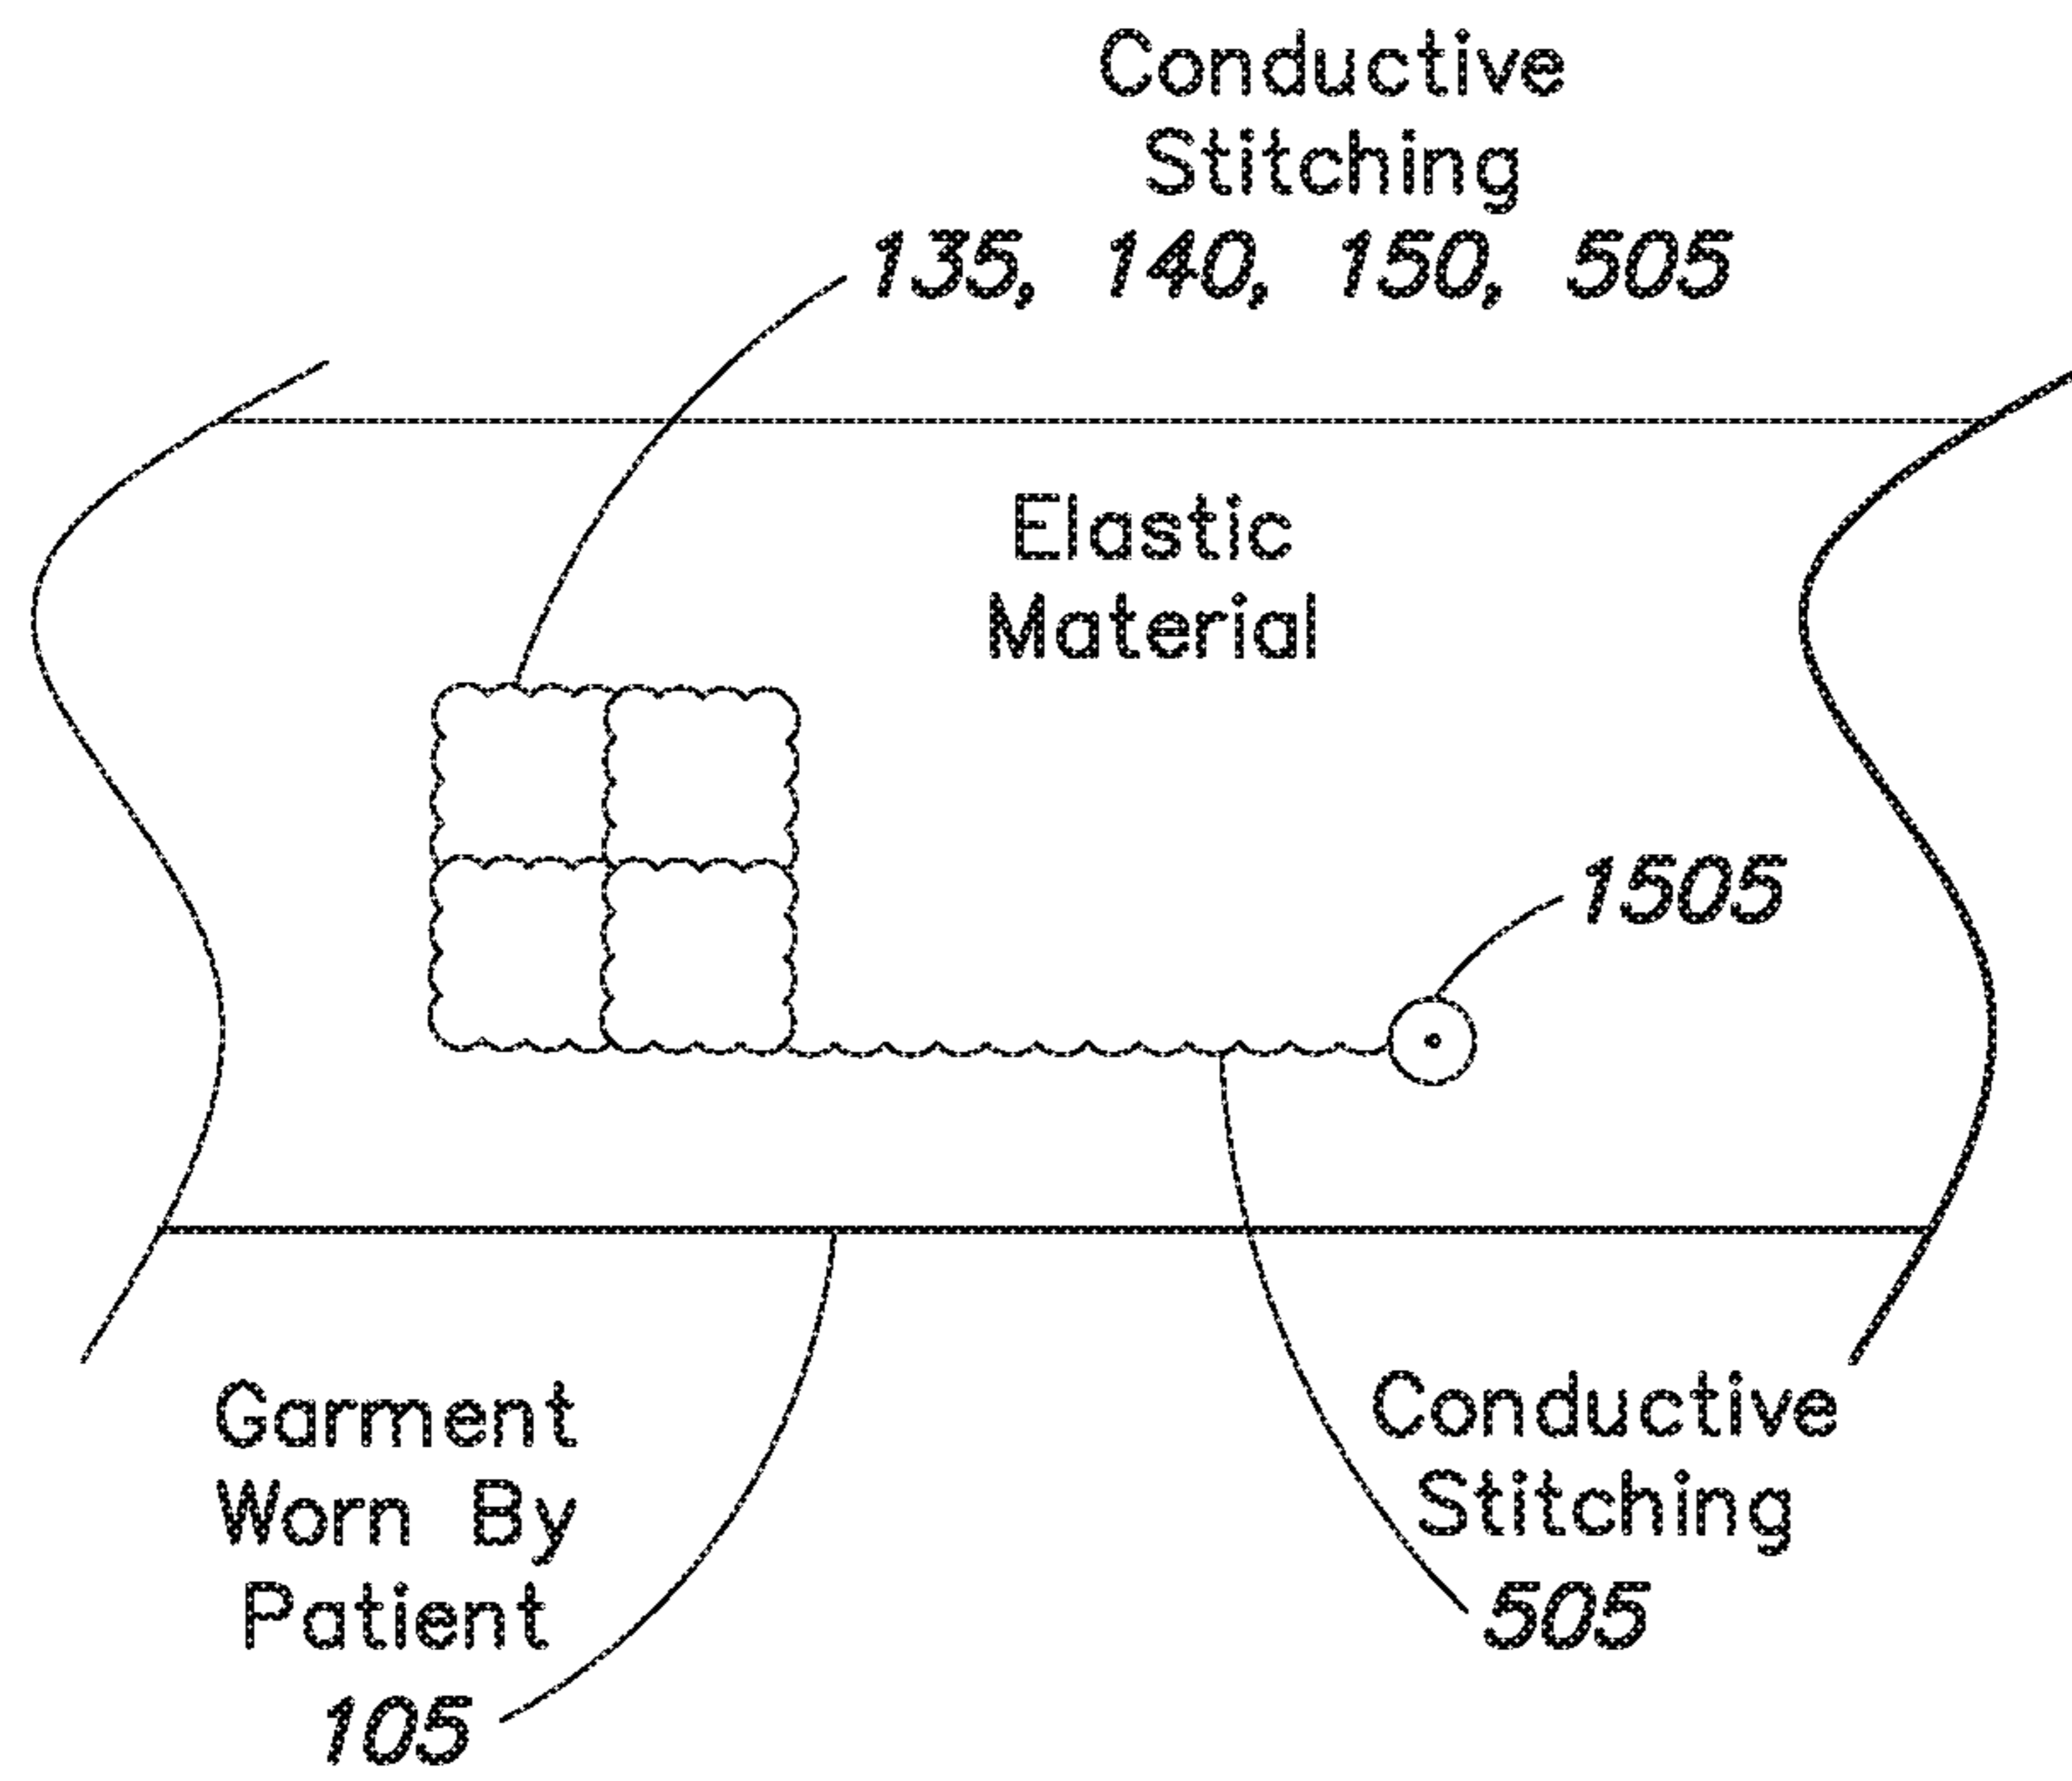 Conductive
Stitching
135, 140, 150, 505
Elastic
Material
1505
Garment
Worn By
Patient
105
Conductive
Stitching
505